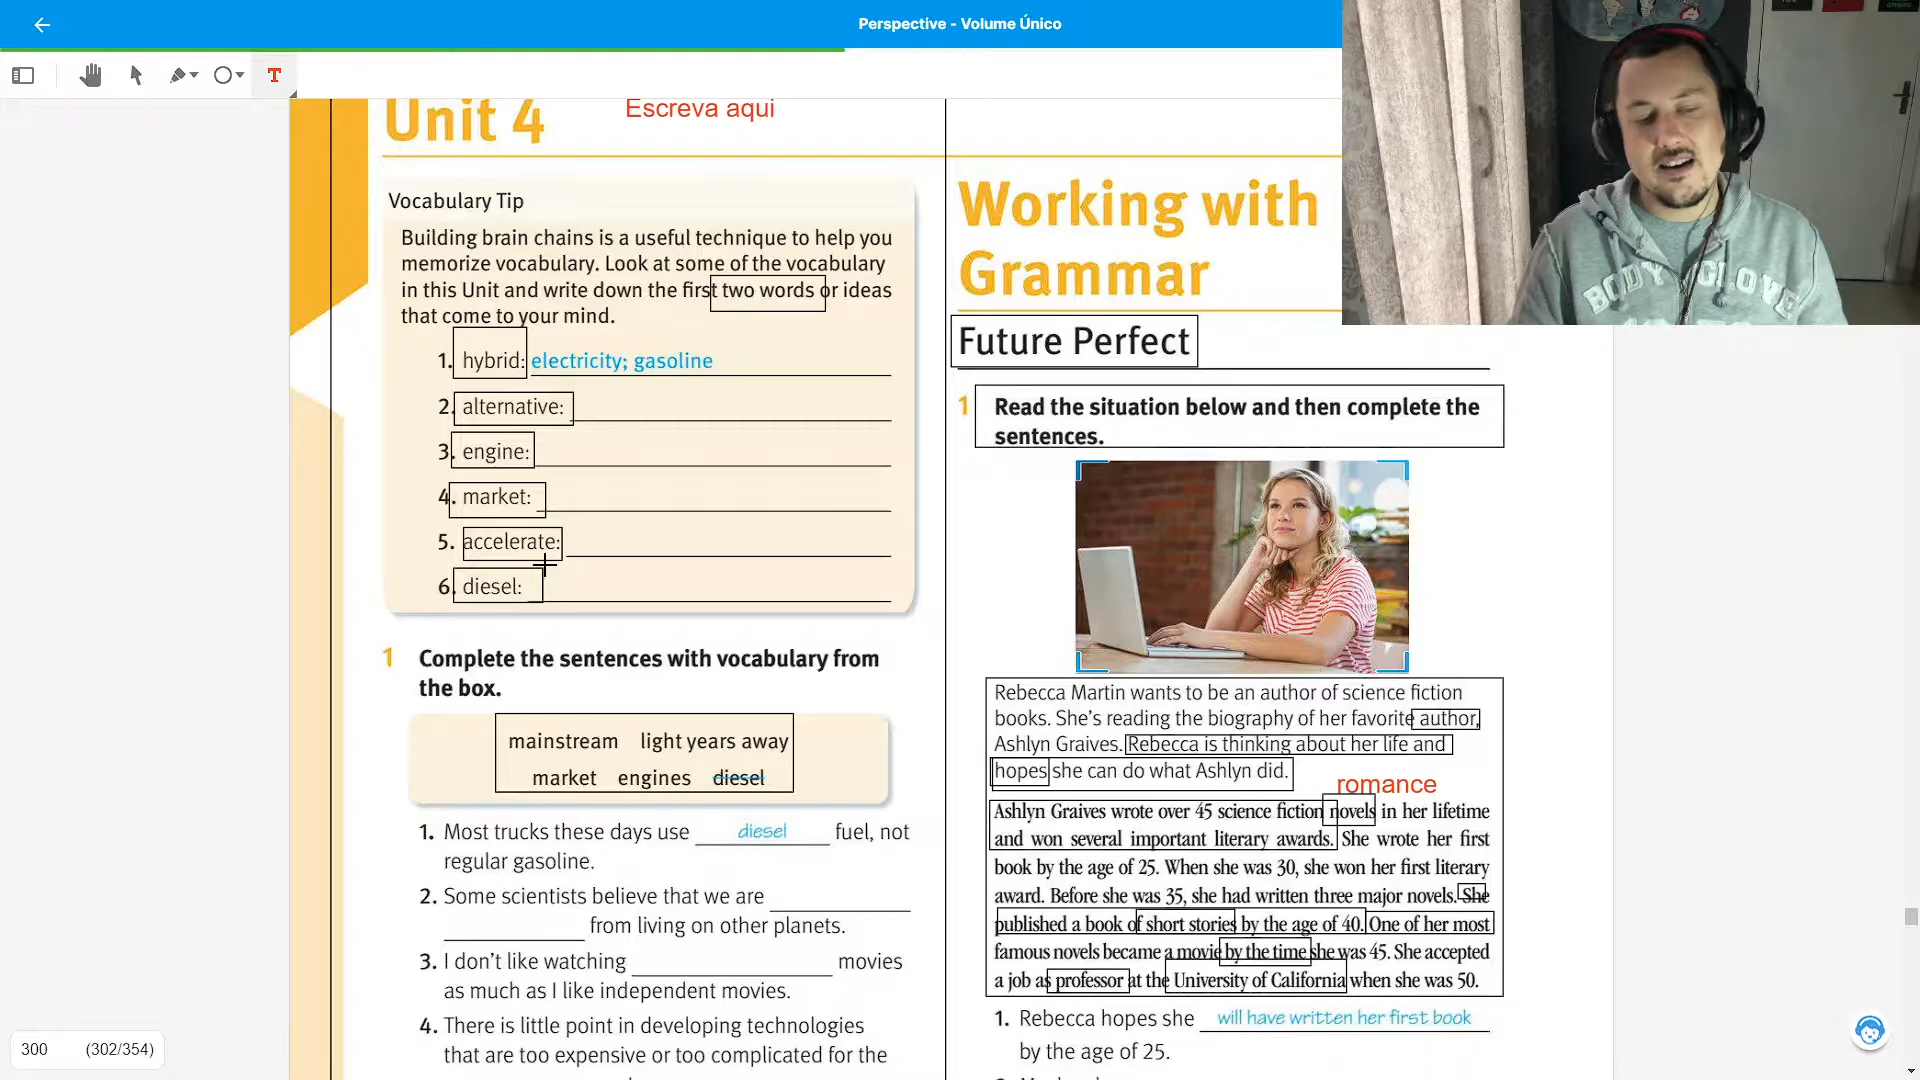 Perspective - Volume Único
T
Unit 4
Escreva aqui
Vocabulary Tip
Building brain chains is a useful technique to help you
memorize vocabulary. Look at some of the vocabulary
in this Unit and write down the first two words or ideas
that come to your mind.
1. hybrid: electricity; gasoline
2. alternative:
3. engine:
4. market:
5. accelerate:
6. diesel:
1 Complete the sentences with vocabulary from
the box.
mainstream light years away
market engines diesel
1. Most trucks these days use diesel fuel, not
regular gasoline.
2. Some scientists believe that we are
from living on other planets.
3. I don't like watching movies
as much as I like independent movies.
4. There is little point in developing technologies
that are too expensive or too complicated for the
Working with
Grammar
Future Perfect
1 Read the situation below and then complete the
sentences.
Rebecca Martin wants to be an author of science fiction
books. She's reading the biography of her favorite author,
Ashlyn Graives. Rebecca is thinking about her life and
hopes she can do what Ashlyn did.
romance
Ashlyn Graives wrote over 45 science fiction novels in her lifetime
and won several important literary awards. She wrote her first
book by the age of 25. When she was 30, she won her first literary
award. Before she was 35, she had written three major novels. She
published a book of short stories by the age of 40. One of her most
famous novels became a movie by the time she was 45. She accepted
a job as professor at the University of California when she was 50.
1. Rebecca hopes she will have written her first book
by the age of 25.
BODY GLOVE
300 (302/354)